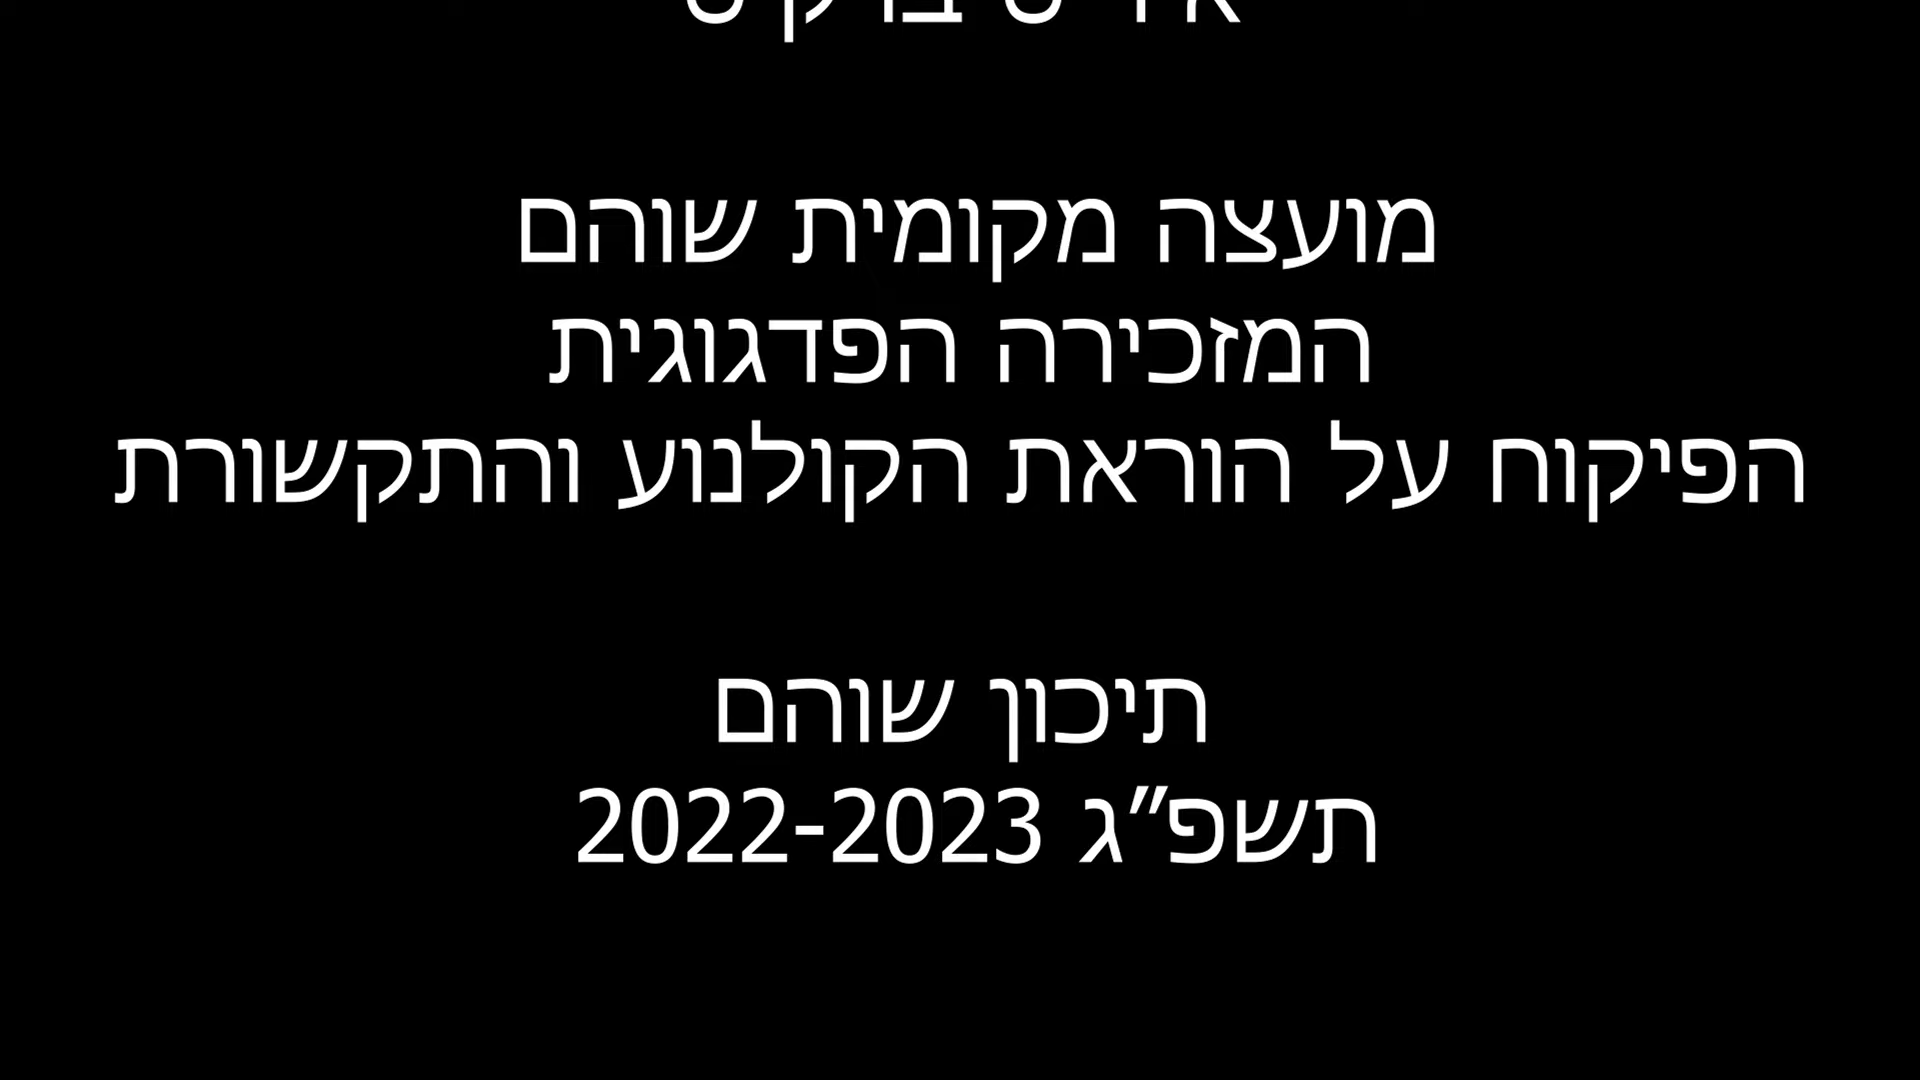 מועצה מקומית שוהם
המזכירה הפדגוגית
הפיקוח על הוראת הקולנוע והתקשורת
תיכון שוהם
תשפ״ג 2022-2023